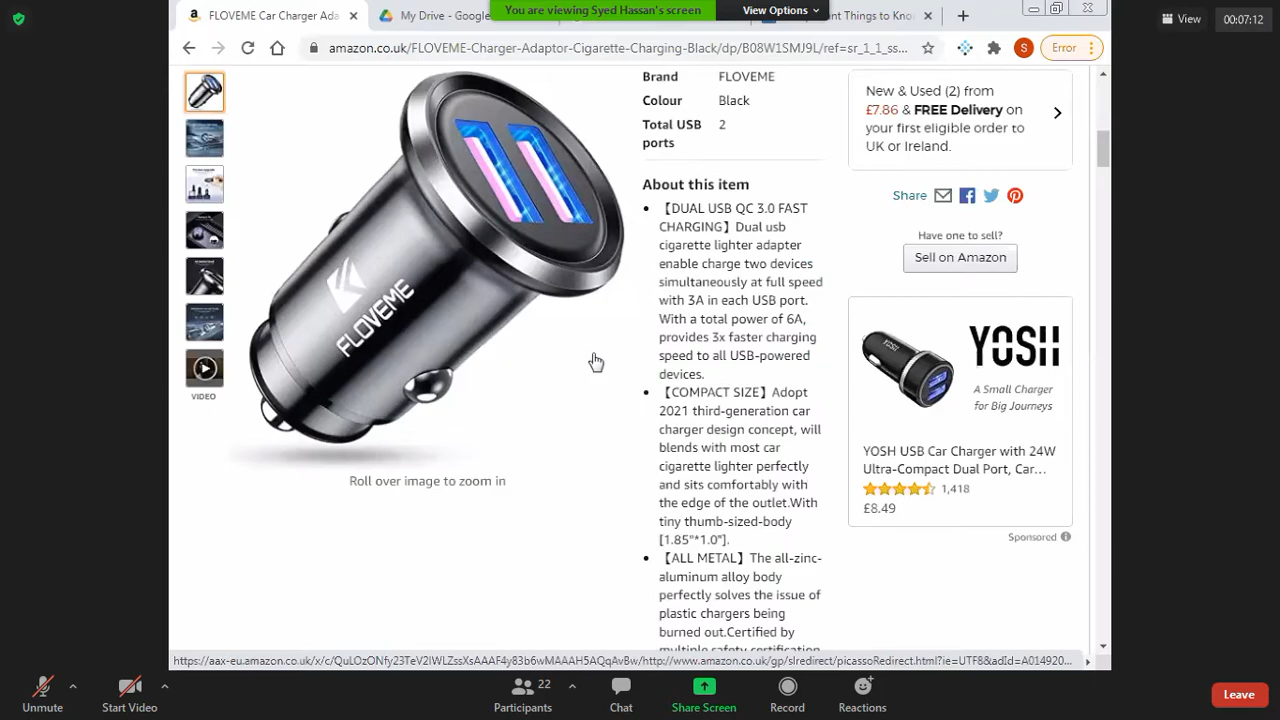 FLOVEME Car Charger Ada
My Drive - Google
ant Things to Kno
You are viewing Syed Hassan's screen
View Options
View
00:07:12
amazon.co.uk/FLOVEME-Charger-Adaptor-Cigarette-Charging-Black/dp/B08W1SMJ9L/ref=sr_1_1_ss...
S
Error
VIDEO
FLOVEME
Roll over image to zoom in
Brand FLOVEME
Colour Black
Total USB 2
ports
About this item
【DUAL USB QC 3.0 FAST
CHARGING】Dual usb
cigarette lighter adapter
enable charge two devices
simultaneously at full speed
with 3A in each USB port.
With a total power of 6A,
provides 3x faster charging
speed to all USB-powered
devices.
【COMPACT SIZE】Adopt
2021 third-generation car
charger design concept, will
blends with most car
cigarette lighter perfectly
and sits comfortably with
the edge of the outlet.With
tiny thumb-sized-body
[1.85"*1.0"].
【ALL METAL】The all-zinc-
aluminum alloy body
perfectly solves the issue of
plastic chargers being
burned out.Certified by
multiple safety certification
New & Used (2) from
£7.86 & FREE Delivery on
your first eligible order to
UK or Ireland.
Share
Have one to sell?
Sell on Amazon
YOSH
A Small Charger
for Big Journeys
YOSH USB Car Charger with 24W
Ultra-Compact Dual Port, Car...
1,418
£8.49
Sponsored
Unmute
Start Video
22
Participants
Chat
Share Screen
Record
Reactions
Leave